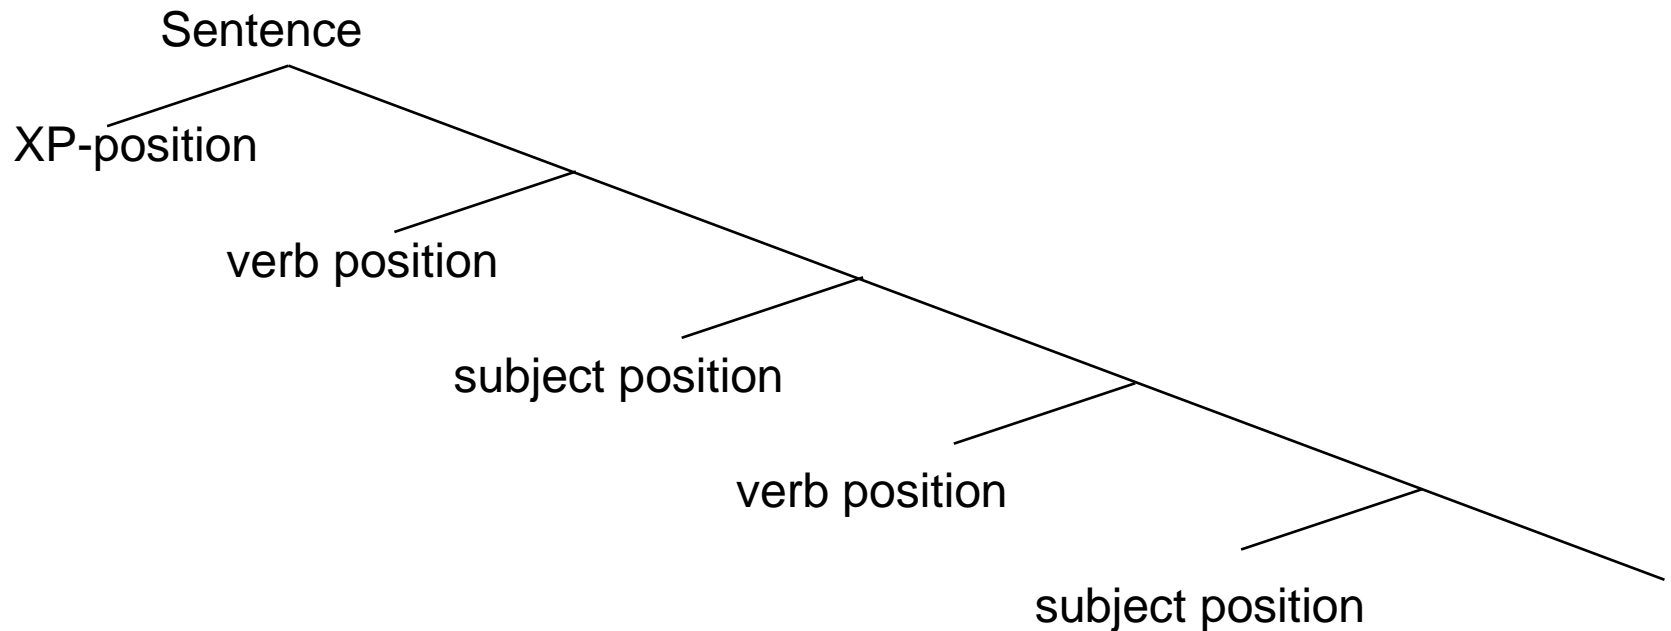 Sentence
XP-position
verb position
subject position
verb position
subject position